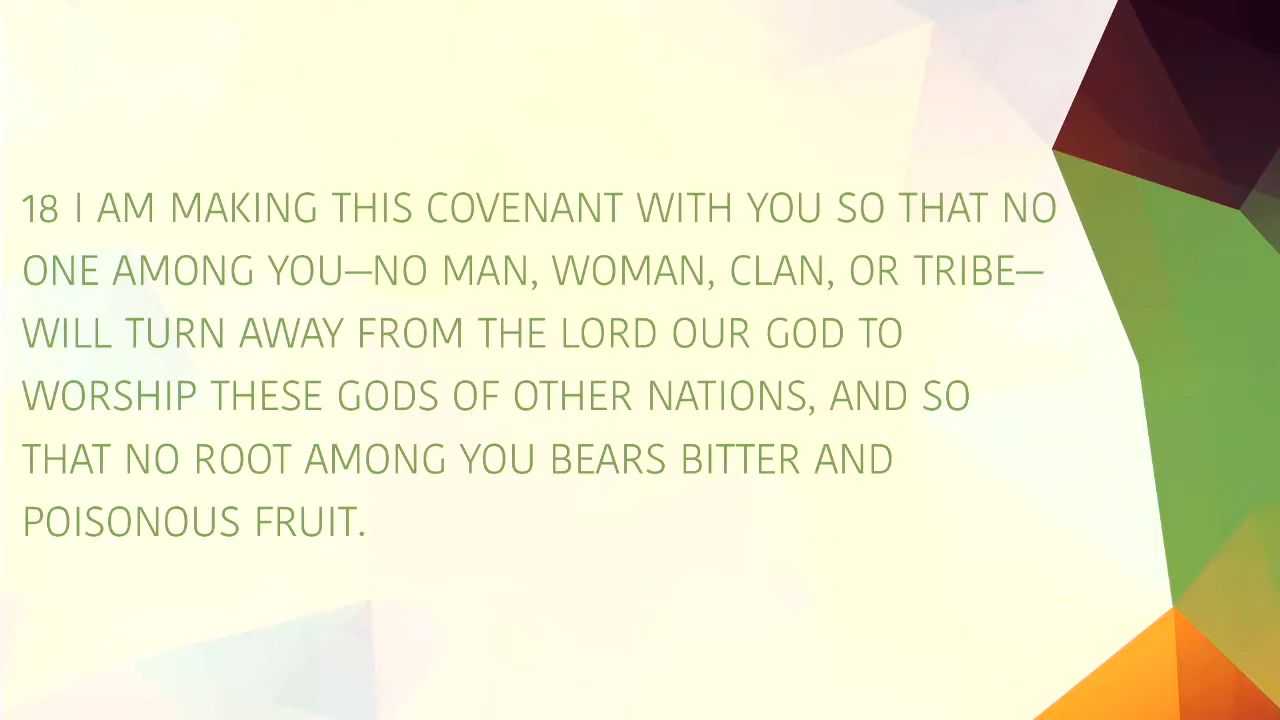 18 I AM MAKING THIS COVENANT WITH YOU SO THAT NO
ONE AMONG YOU—NO MAN, WOMAN, CLAN, OR TRIBE—
WILL TURN AWAY FROM THE LORD OUR GOD TO
WORSHIP THESE GODS OF OTHER NATIONS, AND SO
THAT NO ROOT AMONG YOU BEARS BITTER AND
POISONOUS FRUIT.